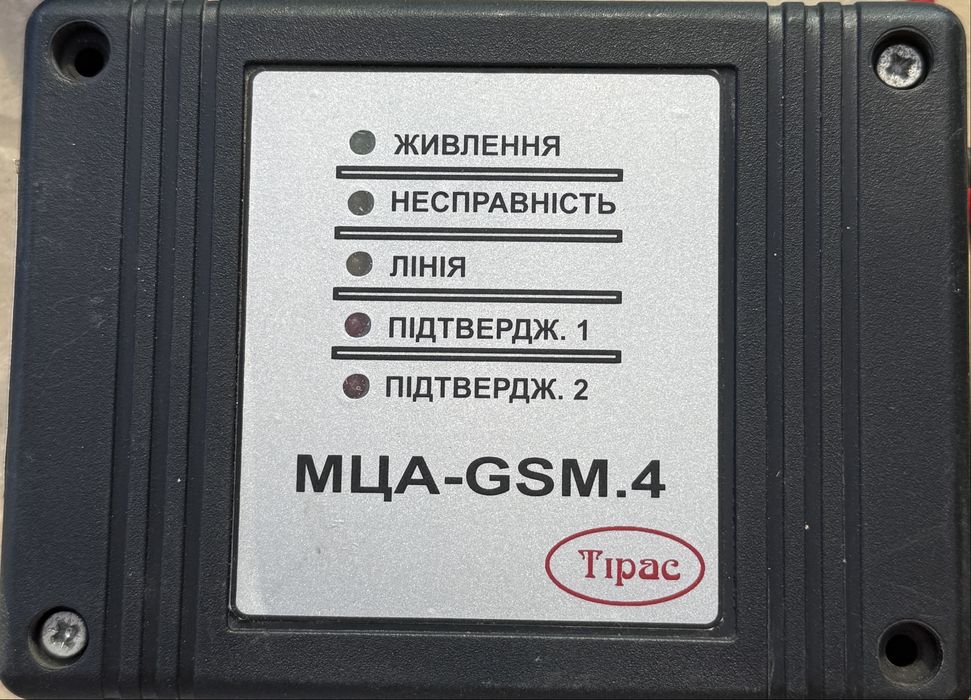 ЖИВЛЕННЯ
НЕСПРАВНІСТЬ
ЛІНІЯ
ПІДТВЕРДЖ. 1
ПІДТВЕРДЖ. 2
МЦА-GSM.4
Тірас